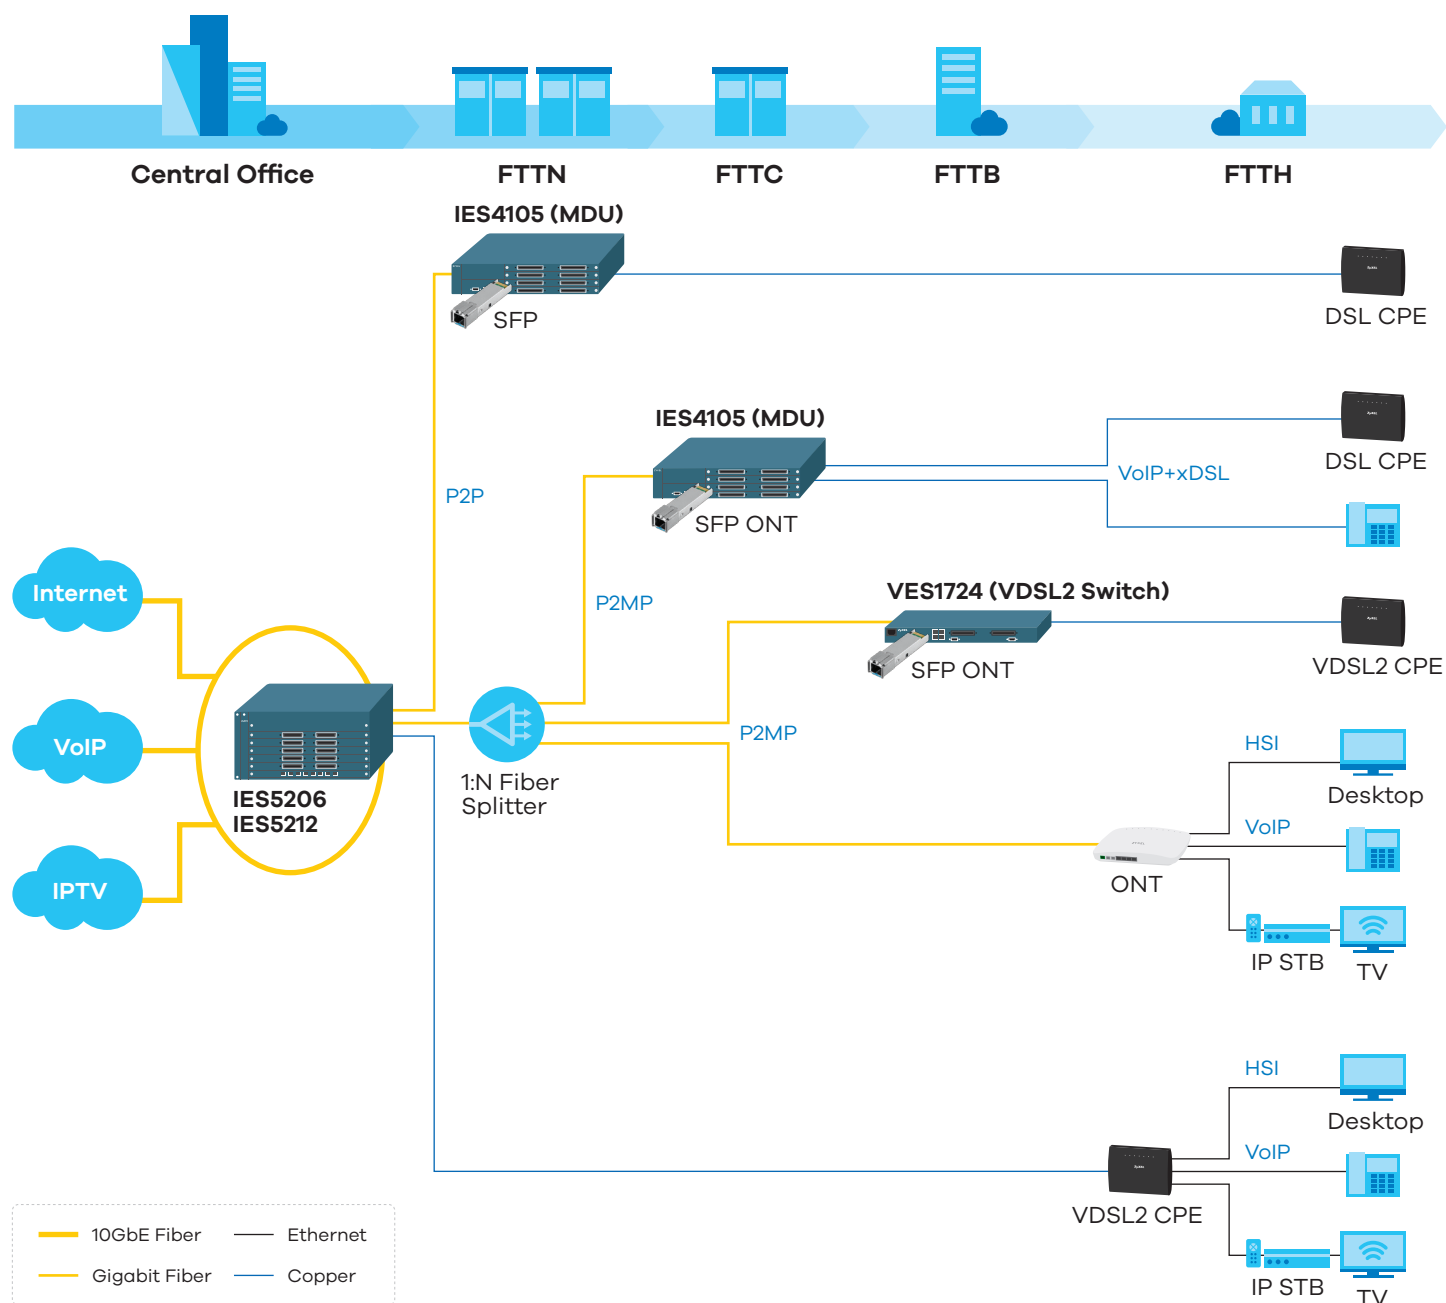 Central Office
FTTN
FTTC
FTTB
FTTH
IES4105 (MDU)
SFP
DSL CPE
IES4105 (MDU)
SFP ONT
VoIP+xDSL
DSL CPE
P2P
P2MP
Internet
VES1724 (VDSL2 Switch)
SFP ONT
VDSL2 CPE
VoIP
IES5206
IES5212
1:N Fiber
Splitter
P2MP
HSI
Desktop
VoIP
ONT
IPTV
IP STB
TV
HSI
Desktop
VoIP
VDSL2 CPE
IP STB
TV
10GbE Fiber
Ethernet
Gigabit Fiber
Copper